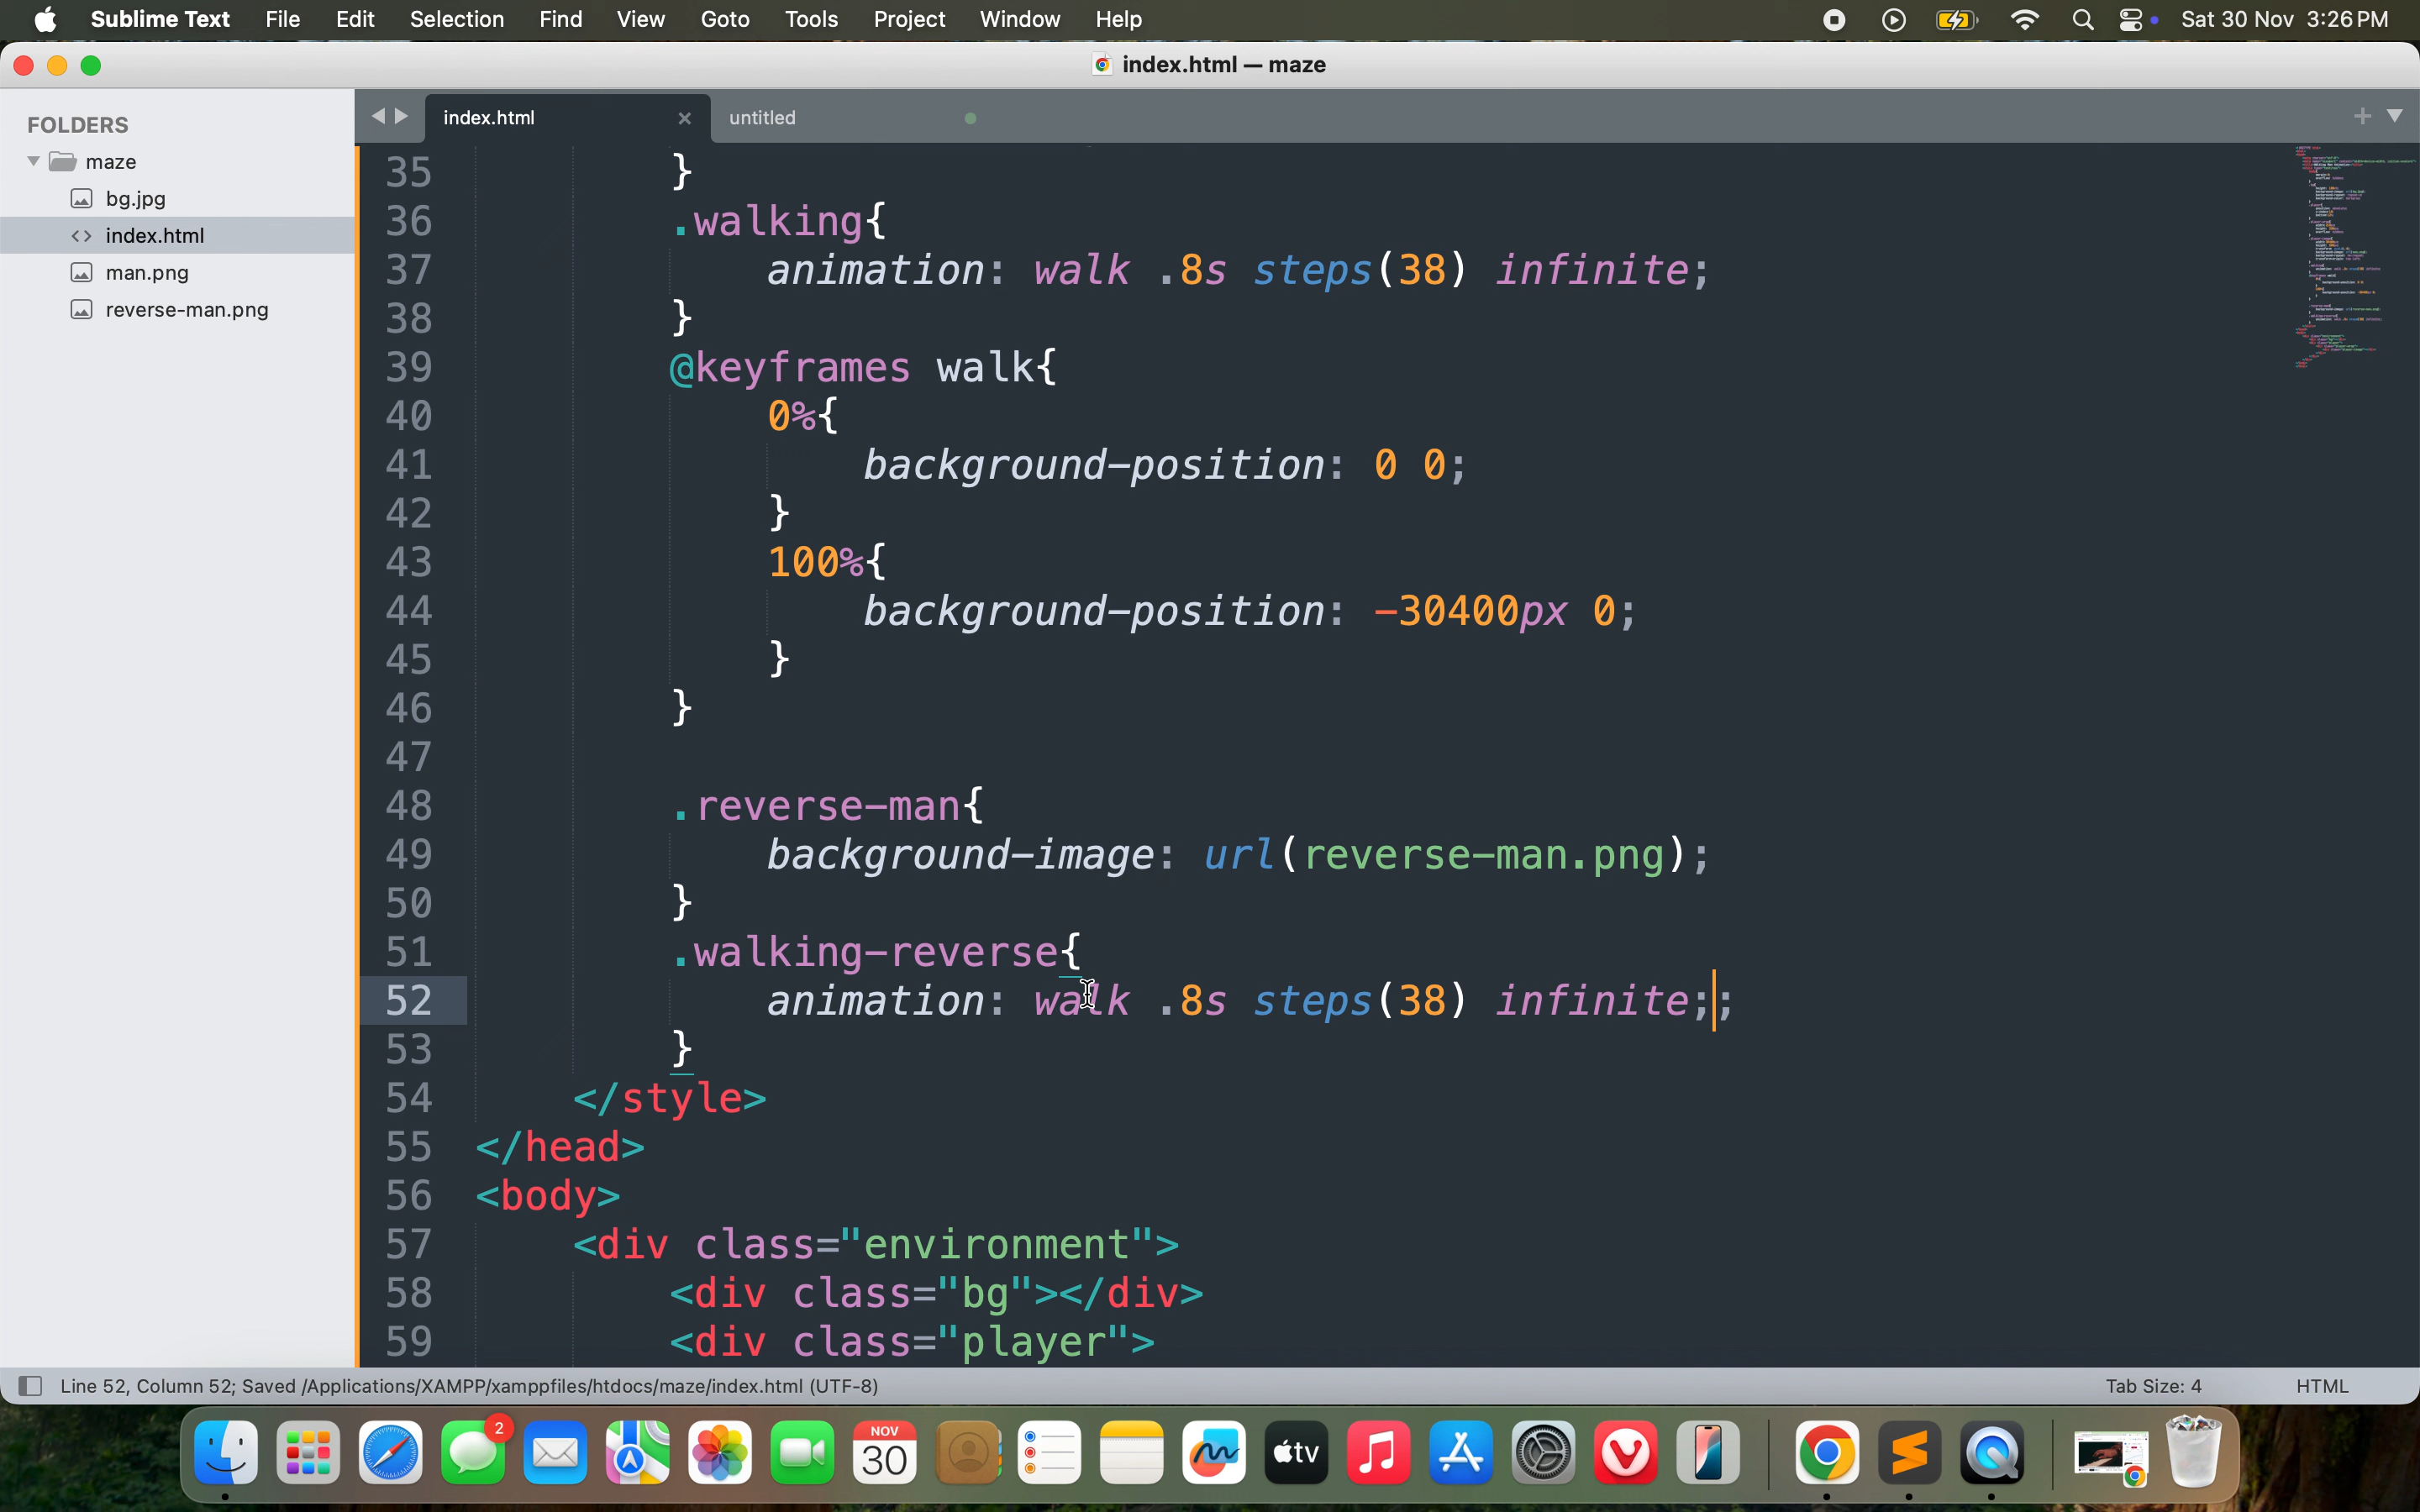 Sublime Text File Edit Selection Find View Goto Tools Project Window Help Sat 30 Nov 3:26 PM
index.html — maze
FOLDERS
maze
bg.jpg
index.html
man.png
reverse-man.png
index.html untitled
35 }
36 .walking{
37 animation: walk .8s steps(38) infinite;
38 }
39 @keyframes walk{
40 0%{
41 background-position: 0 0;
42 }
43 100%{
44 background-position: -30400px 0;
45 }
46 }
47
48 .reverse-man{
49 background-image: url(reverse-man.png);
50 }
51 .walking-reverse{
52 animation: walk .8s steps(38) infinite;;
53 }
54 </style>
55 </head>
56 <body>
57 <div class="environment">
58 <div class="bg"></div>
59 <div class="player">
Line 52, Column 52; Saved /Applications/XAMPP/xamppfiles/htdocs/maze/index.html (UTF-8) Tab Size: 4 HTML
2
NOV
30
tv